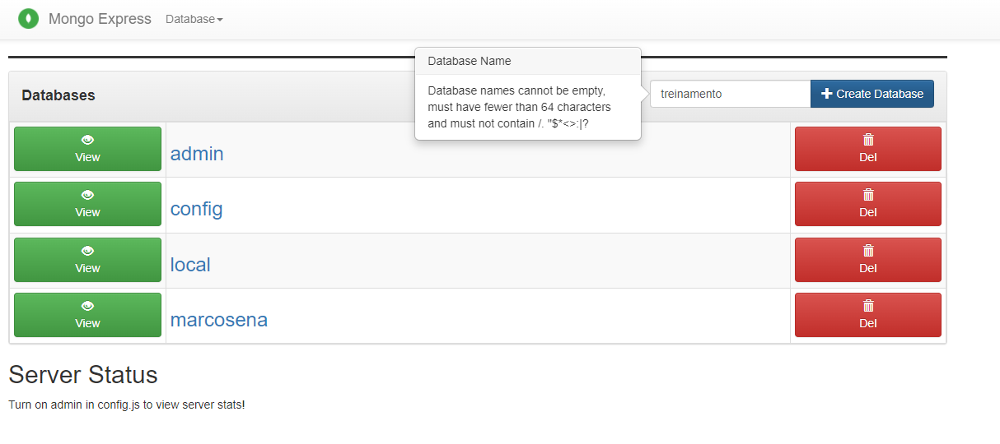 Mongo Express Database
Database Name
Database names cannot be empty,
must have fewer than 64 characters
and must not contain /. "$*<>:|?
Databases
treinamento
Create Database
View
admin
Del
View
config
Del
View
local
Del
View
marcosena
Del
Server Status
Turn on admin in config.js to view server stats!